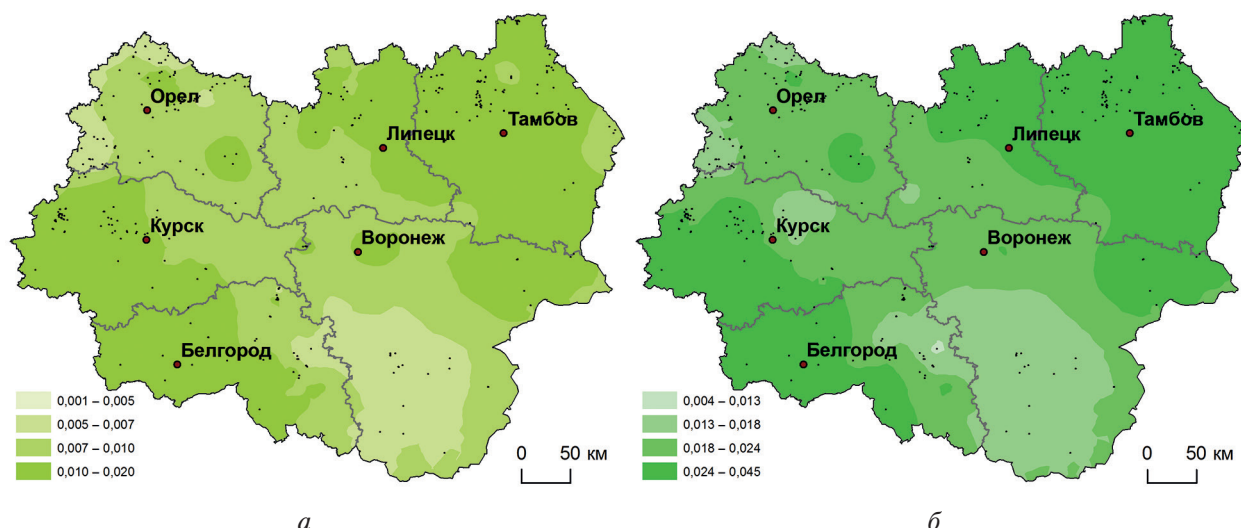 Орел
Липецк
Тамбов
Курск
Воронеж
Белгород
0,001 – 0,005
0,005 – 0,007
0,007 – 0,010
0,010 – 0,020
0 50 км
а
Орел
Липецк
Тамбов
Курск
Воронеж
Белгород
0,004 – 0,013
0,013 – 0,018
0,018 – 0,024
0,024 – 0,045
0 50 км
б